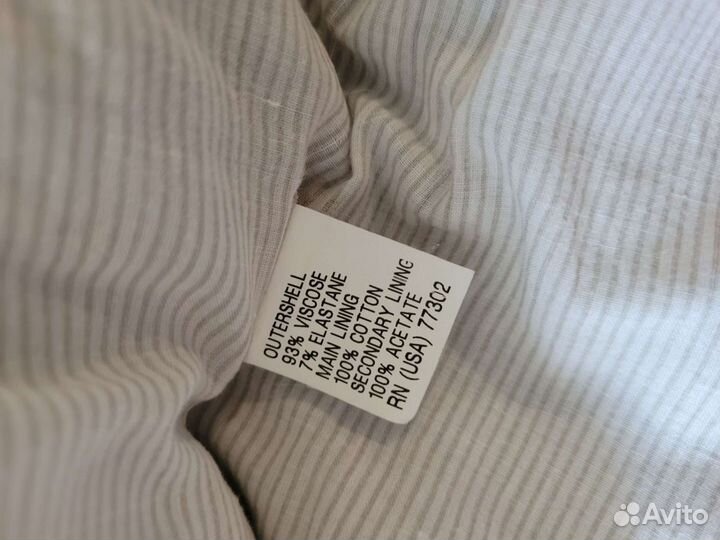 OUTERSHELL
93% VISCOSE
7% ELASTANE
MAIN LINING
100% COTTON
SECONDARY LINING
100% ACETATE
RN (USA) 77302
Avito